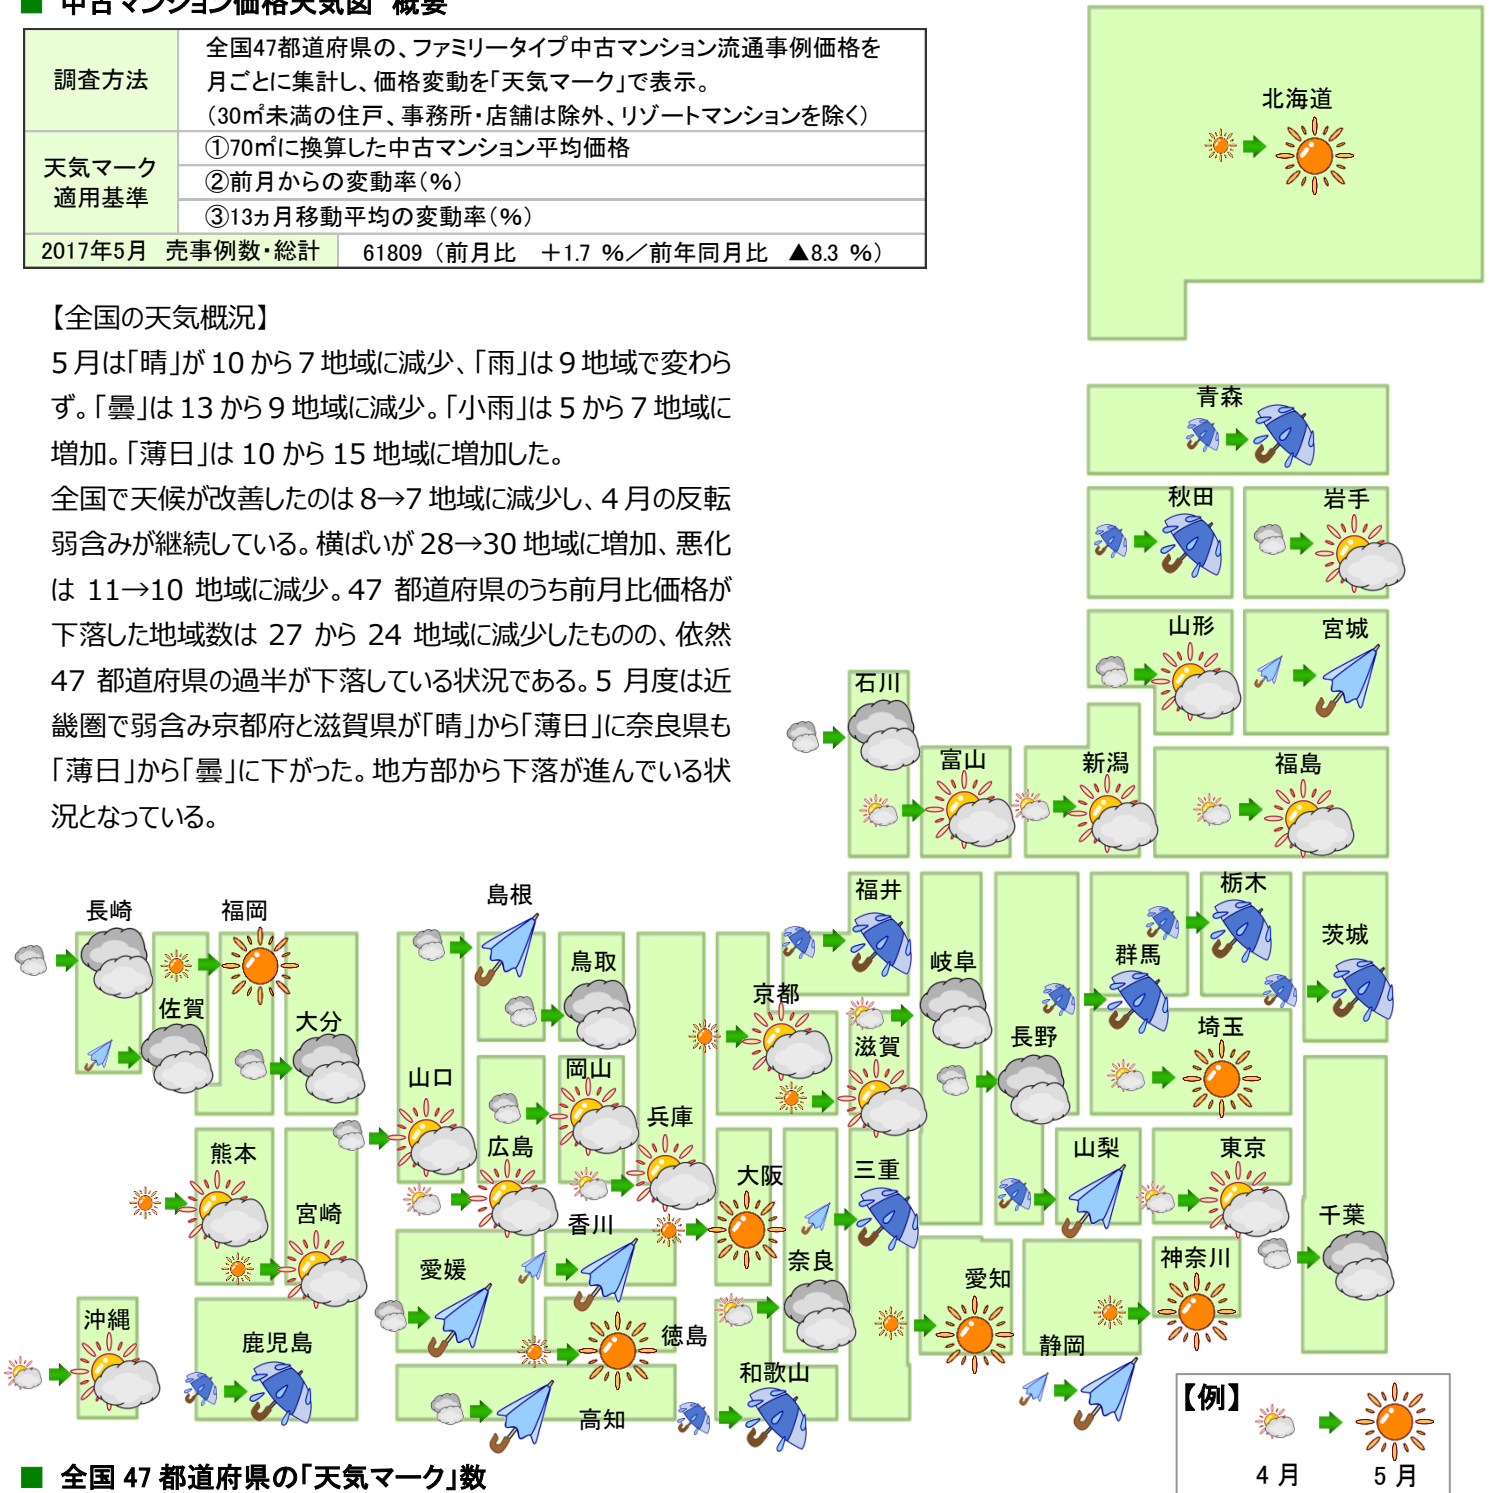 ■ 中古マンション価格天気図 概要
調査方法
全国47都道府県の、ファミリータイプ中古マンション流通事例価格を
月ごとに集計し、価格変動を「天気マーク」で表示。
（30㎡未満の住戸、事務所・店舗は除外、リゾートマンションを除く）
天気マーク
適用基準
①70㎡に換算した中古マンション平均価格
②前月からの変動率（％）
③13ヵ月移動平均の変動率（％）
2017年5月 売事例数・総計
61809（前月比 ＋1.7 ％／前年同月比 ▲8.3 ％）
【全国の天気概況】
5月は「晴」が10から7地域に減少、「雨」は9地域で変わら
ず。「曇」は13から9地域に減少。「小雨」は5から7地域に
増加。「薄日」は10から15地域に増加した。
全国で天候が改善したのは8→7地域に減少し、4月の反転
弱含みが継続している。横ばいが28→30地域に増加、悪化
は 11→10 地域に減少。47 都道府県のうち前月比価格が
下落した地域数は 27 から 24 地域に減少したものの、依然
47 都道府県の過半が下落している状況である。5 月度は近
畿圏で弱含み京都府と滋賀県が「晴」から「薄日」に奈良県も
「薄日」から「曇」に下がった。地方部から下落が進んでいる状
況となっている。
北海道
青森
秋田
岩手
山形
宮城
石川
富山
新潟
福島
島根
福井
栃木
長崎
福岡
茨城
群馬
鳥取
岐阜
京都
佐賀
大分
埼玉
長野
滋賀
岡山
山口
兵庫
広島
熊本
大阪
三重
山梨
東京
宮崎
香川
千葉
奈良
神奈川
愛媛
愛知
沖縄
鹿児島
徳島
静岡
和歌山
高知
【例】
4 月
5 月
■ 全国 47 都道府県の「天気マーク」数